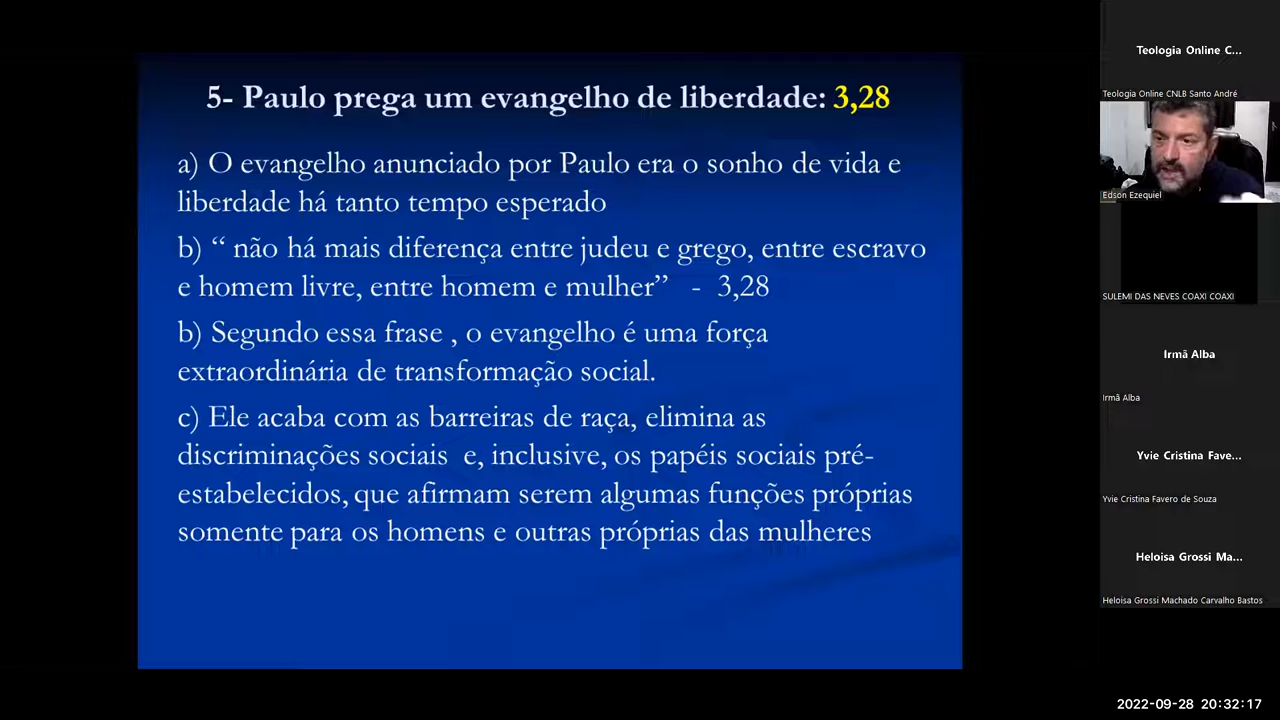 5- Paulo prega um evangelho de liberdade: 3,28
a) O evangelho anunciado por Paulo era o sonho de vida e
liberdade há tanto tempo esperado
b) “ não há mais diferença entre judeu e grego, entre escravo
e homem livre, entre homem e mulher” - 3,28
b) Segundo essa frase , o evangelho é uma força
extraordinária de transformação social.
c) Ele acaba com as barreiras de raça, elimina as
discriminações sociais e, inclusive, os papéis sociais pré-
estabelecidos, que afirmam serem algumas funções próprias
somente para os homens e outras próprias das mulheres
Teologia Online C...
Teologia Online CNLB Santo André
Edson Ezequiel
SULEMI DAS NEVES COAXI COAXI
Irmã Alba
Irmã Alba
Yvie Cristina Fave...
Yvie Cristina Favero de Souza
Heloisa Grossi Ma...
Heloisa Grossi Machado Carvalho Bastos
2022-09-28 20:32:17